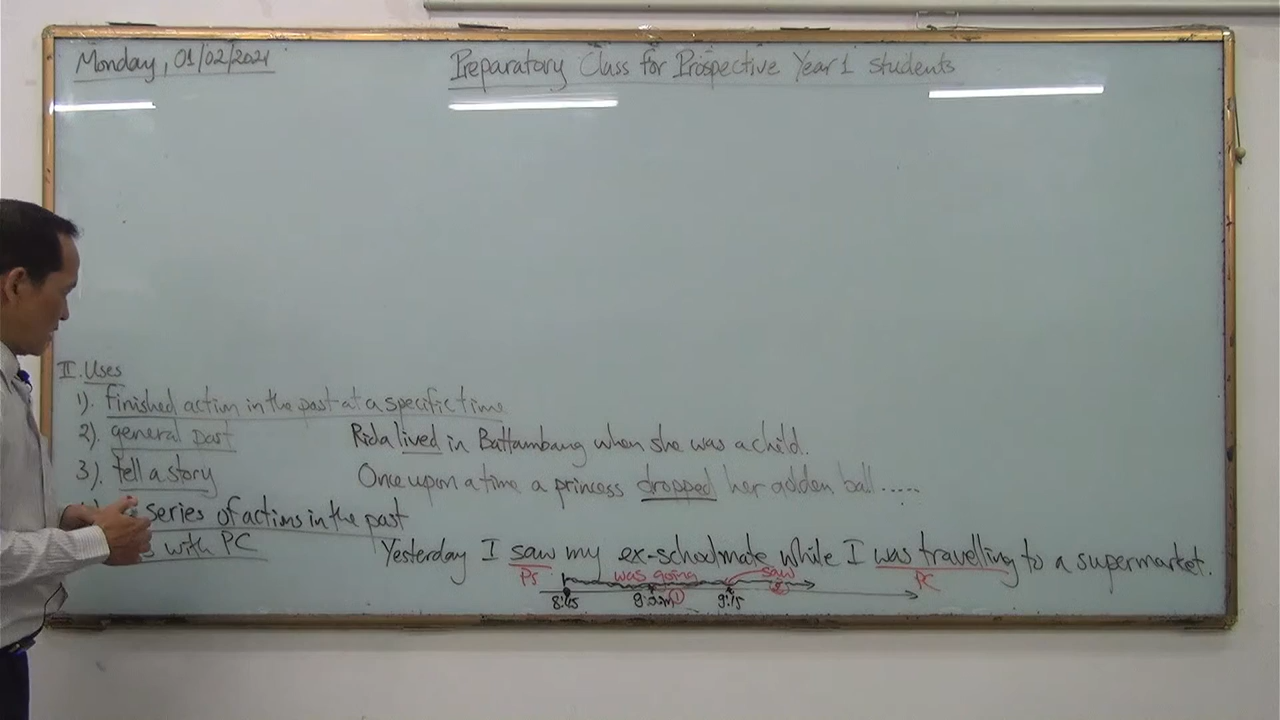 Monday, 01/02/2021
Preparatory Class for Prospective Year 1 students
II. Uses
1). Finished action in the past at a specific time
2). general past Rida lived in Battambang when she was a child.
3). tell a story Once upon a time a princess dropped her golden ball.....
series of actions in the past
with PC Yesterday I saw my ex-schoolmate while I was travelling to a supermarket.
PS was going saw PC
8:15 ① 9:15 ②